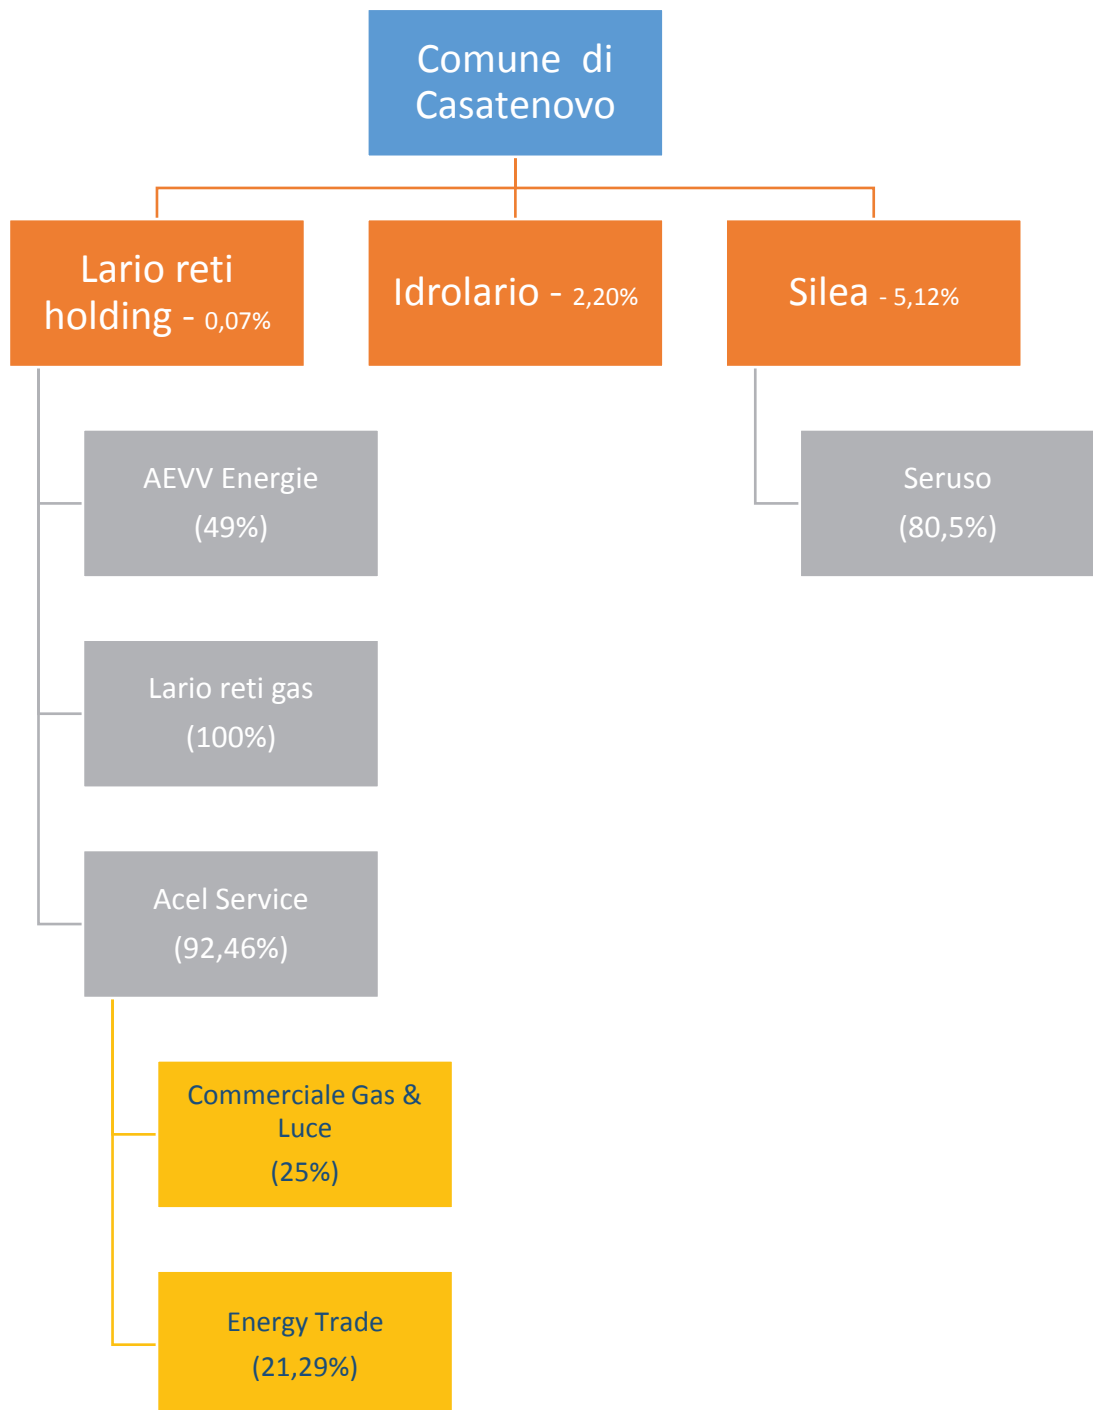 Comune di
Casatenovo
Lario reti
holding - 0,07%
Idrolario - 2,20%
Silea - 5,12%
AEVV Energie
(49%)
Seruso
(80,5%)
Lario reti gas
(100%)
Acel Service
(92,46%)
Commerciale Gas &
Luce
(25%)
Energy Trade
(21,29%)